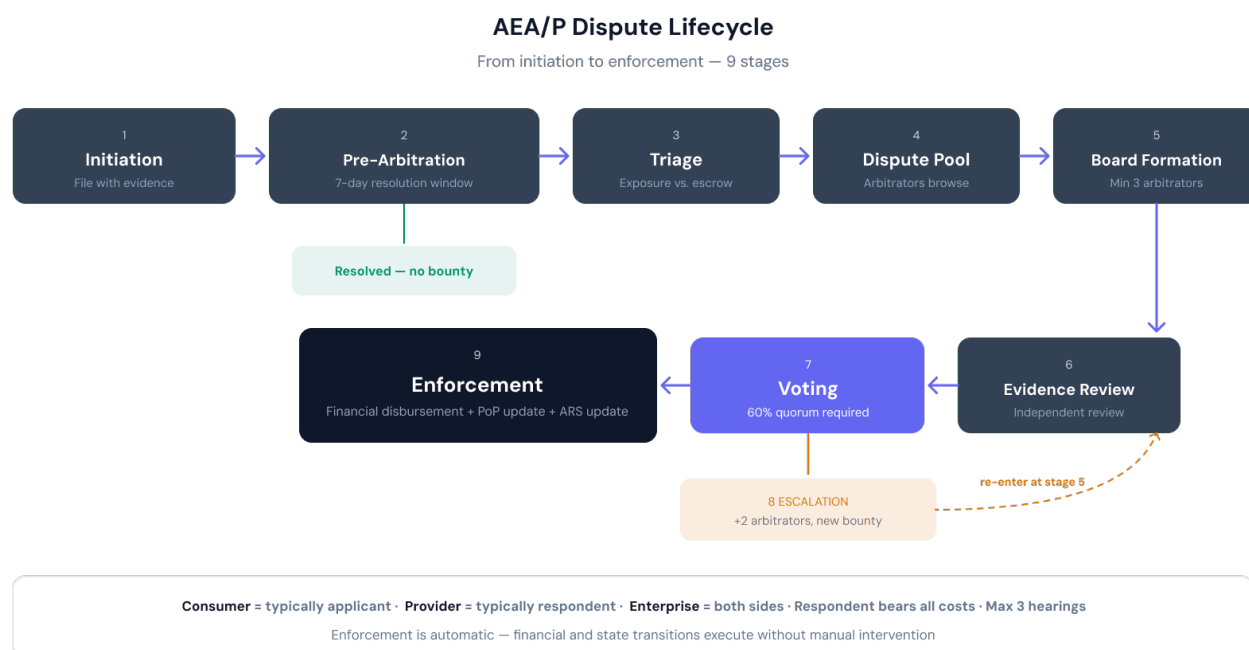 AEA/P Dispute Lifecycle
From initiation to enforcement — 9 stages
1
Initiation
File with evidence
2
Pre-Arbitration
7-day resolution window
3
Triage
Exposure vs. escrow
4
Dispute Pool
Arbitrators browse
5
Board Formation
Min 3 arbitrators
Resolved — no bounty
6
Evidence Review
Independent review
7
Voting
60% quorum required
8 ESCALATION
+2 arbitrators, new bounty
re-enter at stage 5
9
Enforcement
Financial disbursement + PoP update + ARS update
Consumer = typically applicant · Provider = typically respondent · Enterprise = both sides · Respondent bears all costs · Max 3 hearings
Enforcement is automatic — financial and state transitions execute without manual intervention